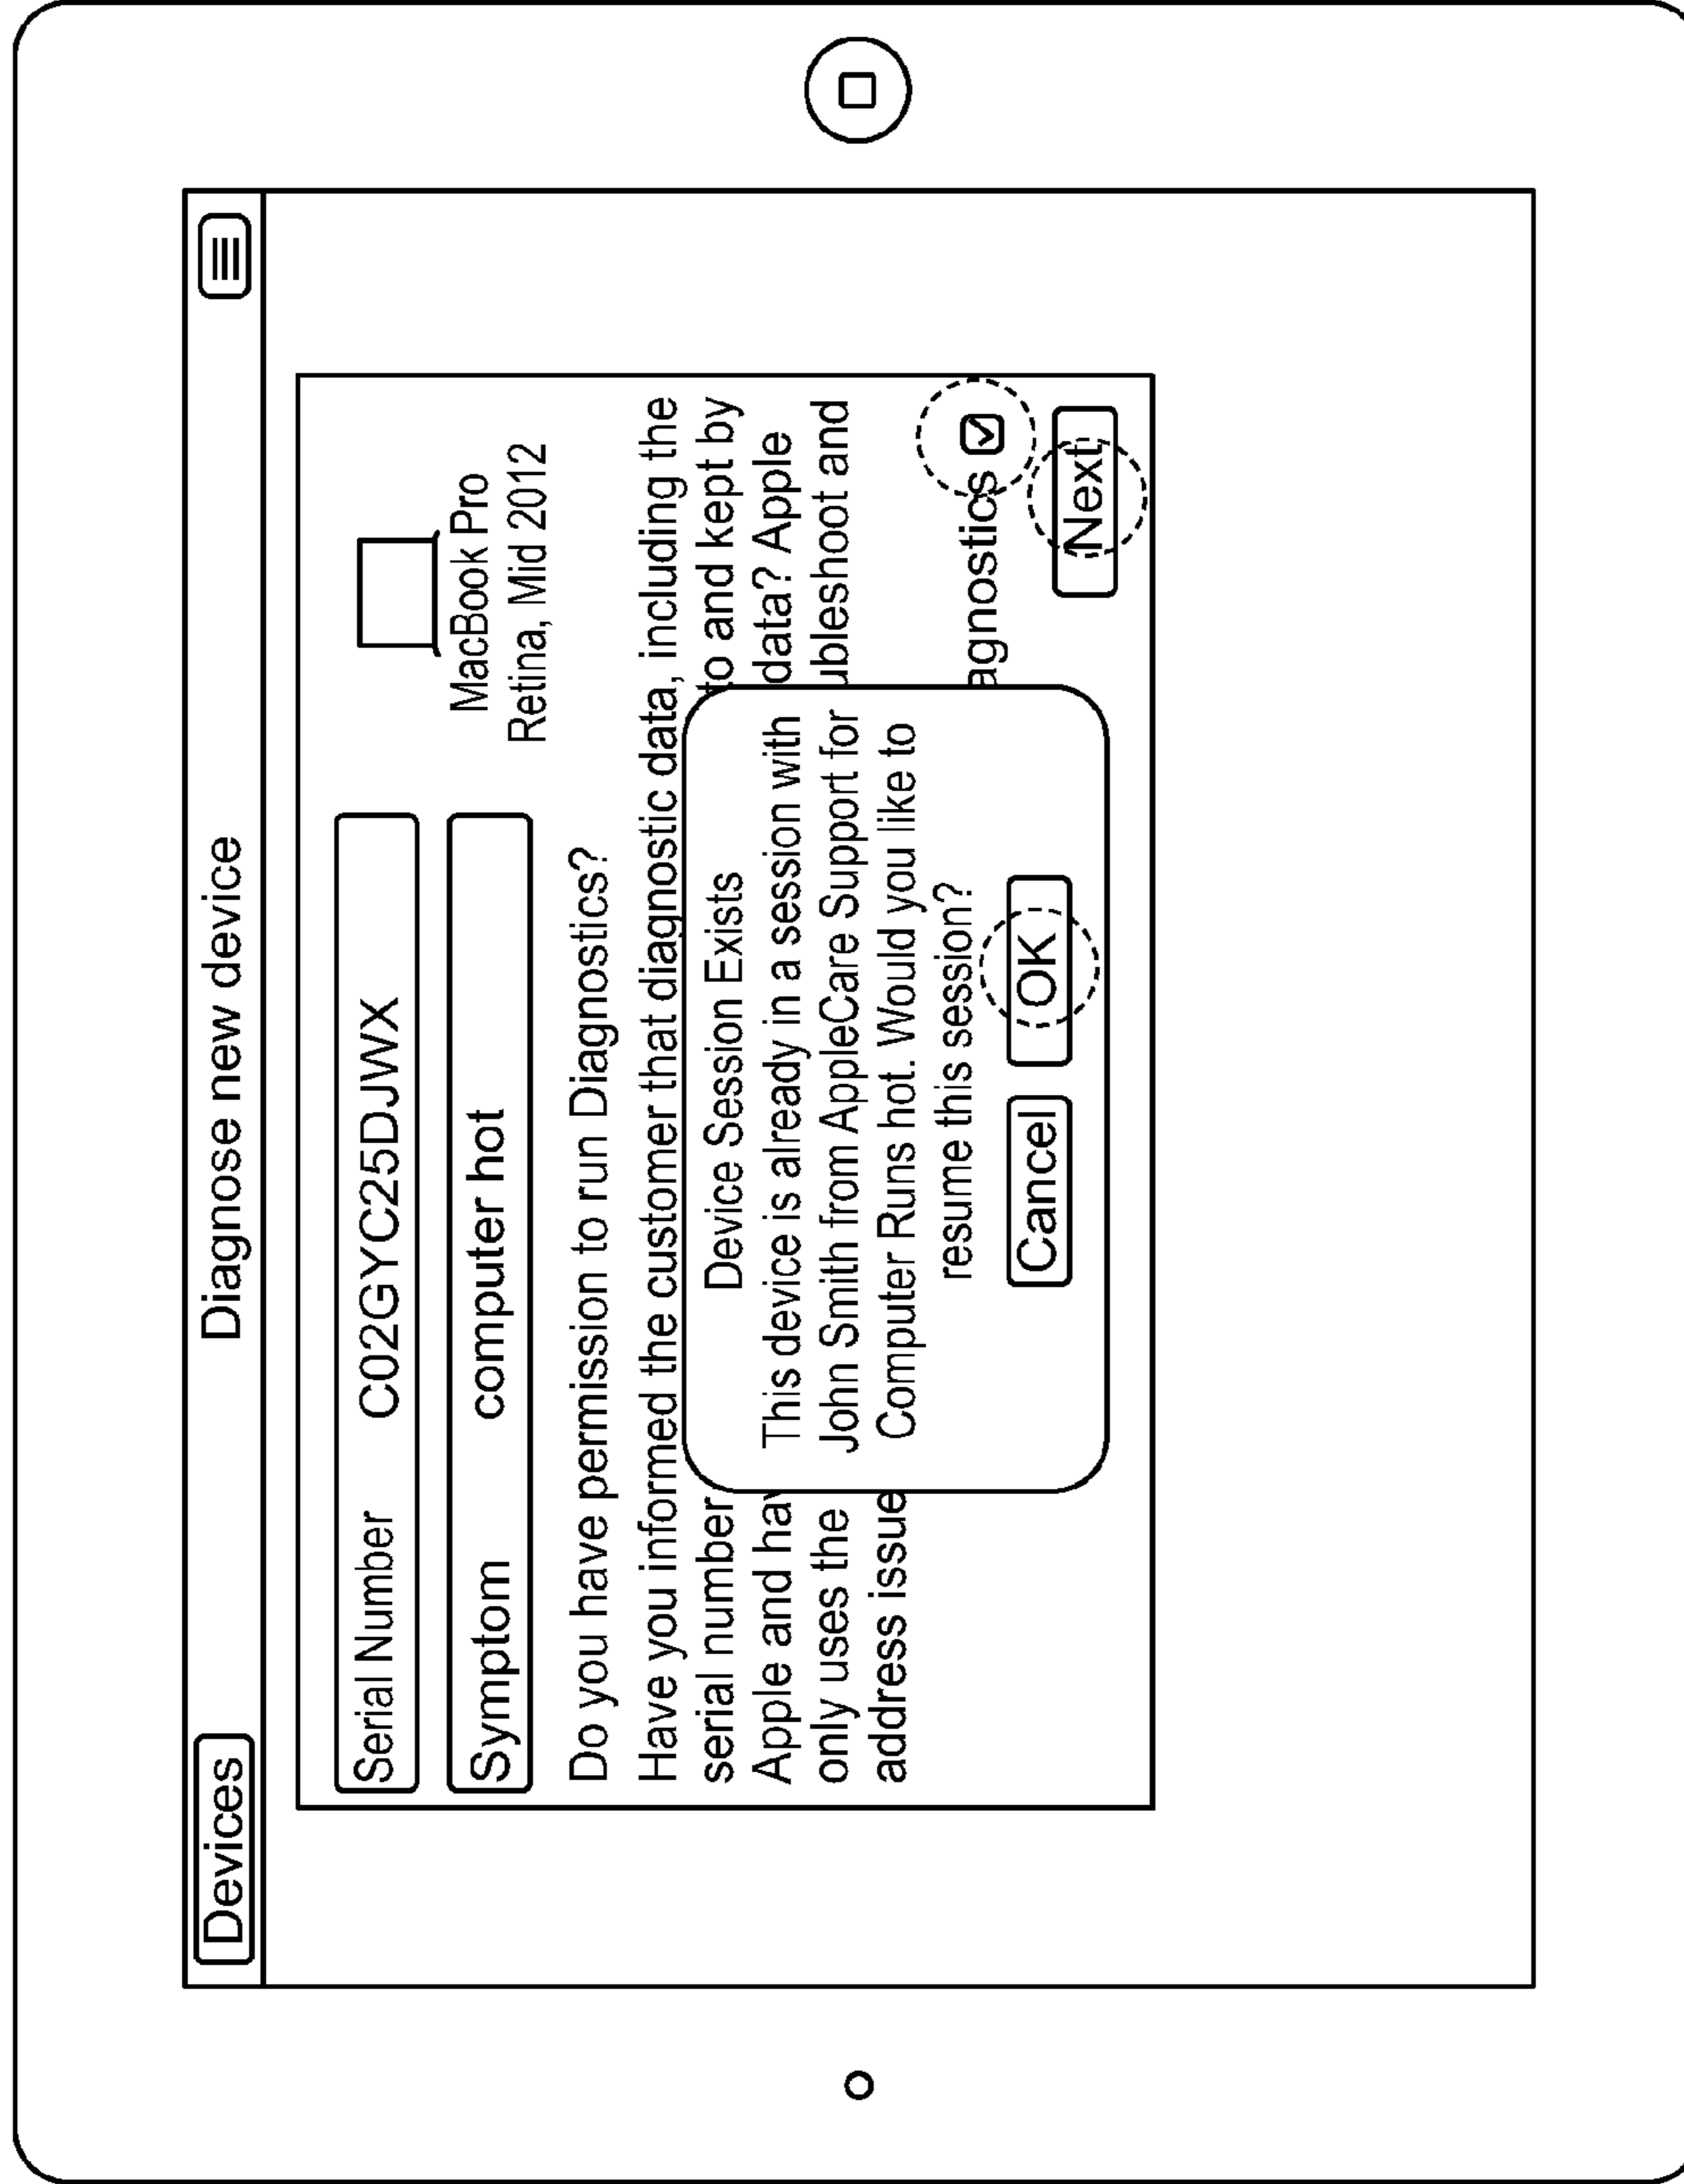 Devices
Diagnose new device
Serial Number C02GYC25DJWX
Symptom computer hot
MacBook Pro
Retina, Mid 2012
Do you have permission to run Diagnostics?
Have you informed the customer that diagnostic data, including the
serial number to and kept by
Apple and data? Apple
only uses the and
address
agnostics
Next
Device Session Exists
This device is already in a session with
John Smith from AppleCare Support for
Computer Runs hot. Would you like to
resume this session?
Cancel OK